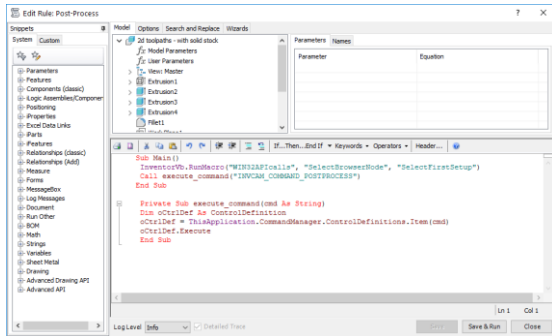 Edit Rule: Post-Process
Snippets
System
Custom
Parameters
Features
Components (classic)
iLogic Assemblies/Componen
Positioning
iProperties
Excel Data Links
iParts
iFeatures
Relationships (classic)
Relationships (Add)
Measure
Forms
MessageBox
Log Messages
Document
Run Other
BOM
Math
Strings
Variables
Sheet Metal
Drawing
Advanced Drawing API
Advanced API
Model
Options
Search and Replace
Wizards
2d toolpaths - with solid stock
fx Model Parameters
fx User Parameters
View: Master
Extrusion1
Extrusion2
Extrusion3
Extrusion4
Fillet1
Parameters
Names
Parameter
Equation
If...Then...End If
Keywords
Operators
Header...
Sub Main()
InventorVb.RunMacro("WIN32APIcalls", "SelectBrowserNode", "SelectFirstSetup")
Call execute_command("INVCAM_COMMAND_POSTPROCESS")
End Sub
Private Sub execute_command(cmd As String)
Dim oCtrlDef As ControlDefinition
oCtrlDef = ThisApplication.CommandManager.ControlDefinitions.Item(cmd)
oCtrlDef.Execute
End Sub
Ln 1
Col 1
Log Level
Info
Detailed Trace
Save
Save & Run
Close